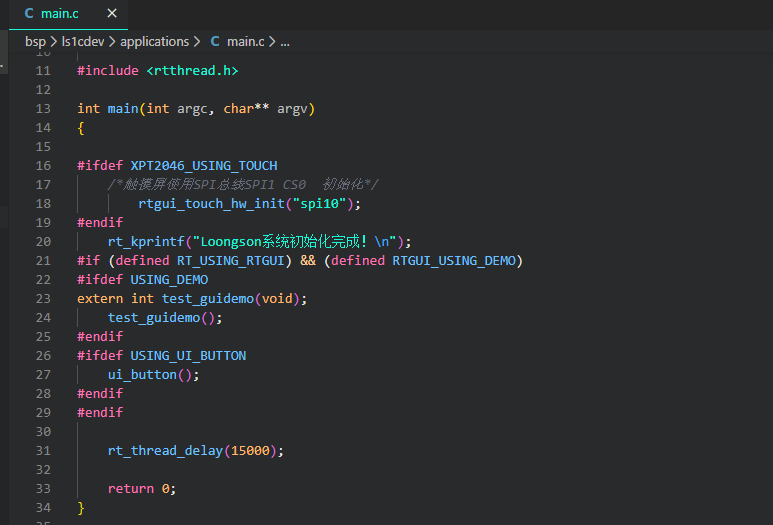 main.c
bsp > ls1cdev > applications > C main.c > ...
11 #include <rtthread.h>
12
13 int main(int argc, char** argv)
14 {
15
16 #ifdef XPT2046_USING_TOUCH
17     /*触摸屏使用SPI总线SPI1 CS0  初始化*/
18         rtgui_touch_hw_init("spi10");
19 #endif
20     rt_kprintf("Loongson系统初始化完成! \n");
21 #if (defined RT_USING_RTGUI) && (defined RTGUI_USING_DEMO)
22 #ifdef USING_DEMO
23 extern int test_guidemo(void);
24     test_guidemo();
25 #endif
26 #ifdef USING_UI_BUTTON
27     ui_button();
28 #endif
29 #endif
30
31     rt_thread_delay(15000);
32
33     return 0;
34 }